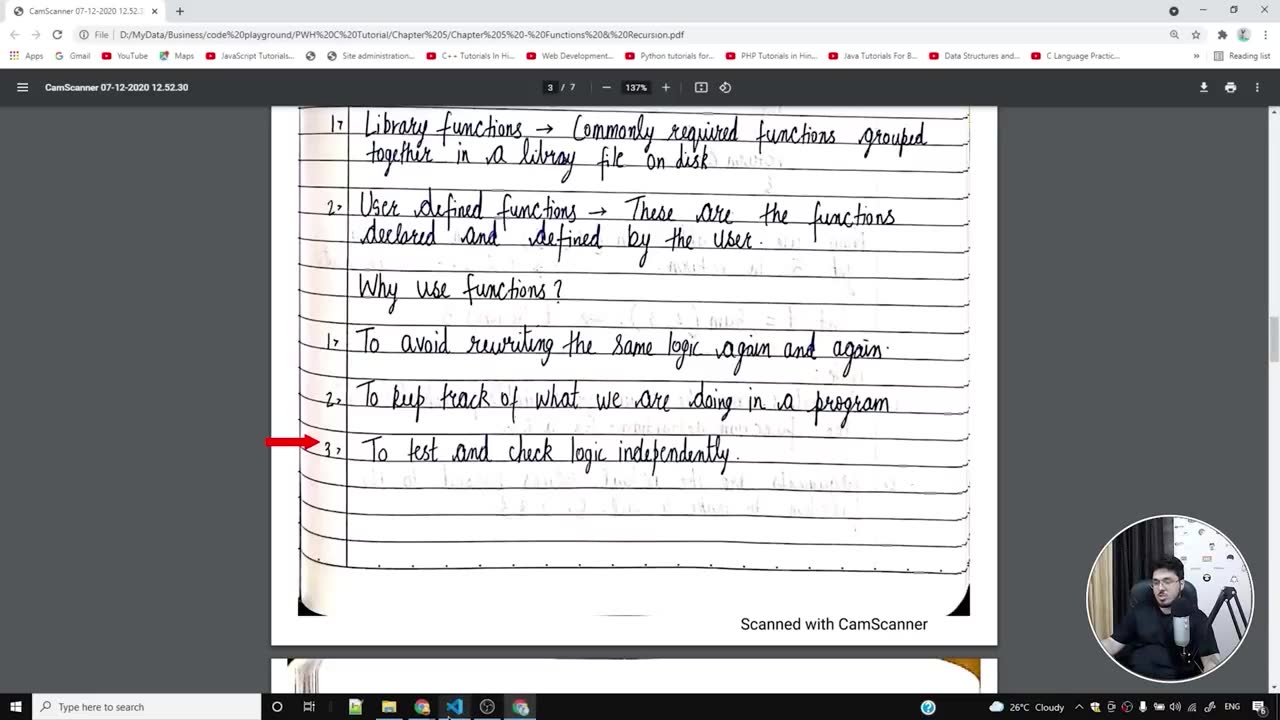 CamScanner 07-12-2020 12.52.3
File
D:/MyData/Business/code%20playground/PWH%20C%20Tutorial/Chapter%205/Chapter%205%20-%20Functions%20&%20Recursion.pdf
Apps Gmail YouTube Maps JavaScript Tutorials... Site administration... C++ Tutorials In Hi... Web Development... Python tutorials for... PHP Tutorials in Hin... Java Tutorials For B... Data Structures and... C Language Practic... » Reading list
CamScanner 07-12-2020 12.52.30
3 / 7 137%
1> Library functions → Commonly required functions grouped
together in a libray file on disk
2> User defined functions → These are the functions
declared and defined by the user.
Why use functions?
1> To avoid rewriting the same logic again and again.
2> To keep track of what we are doing in a program
3> To test and check logic independently.
Scanned with CamScanner
Type here to search
26°C Cloudy
ENG